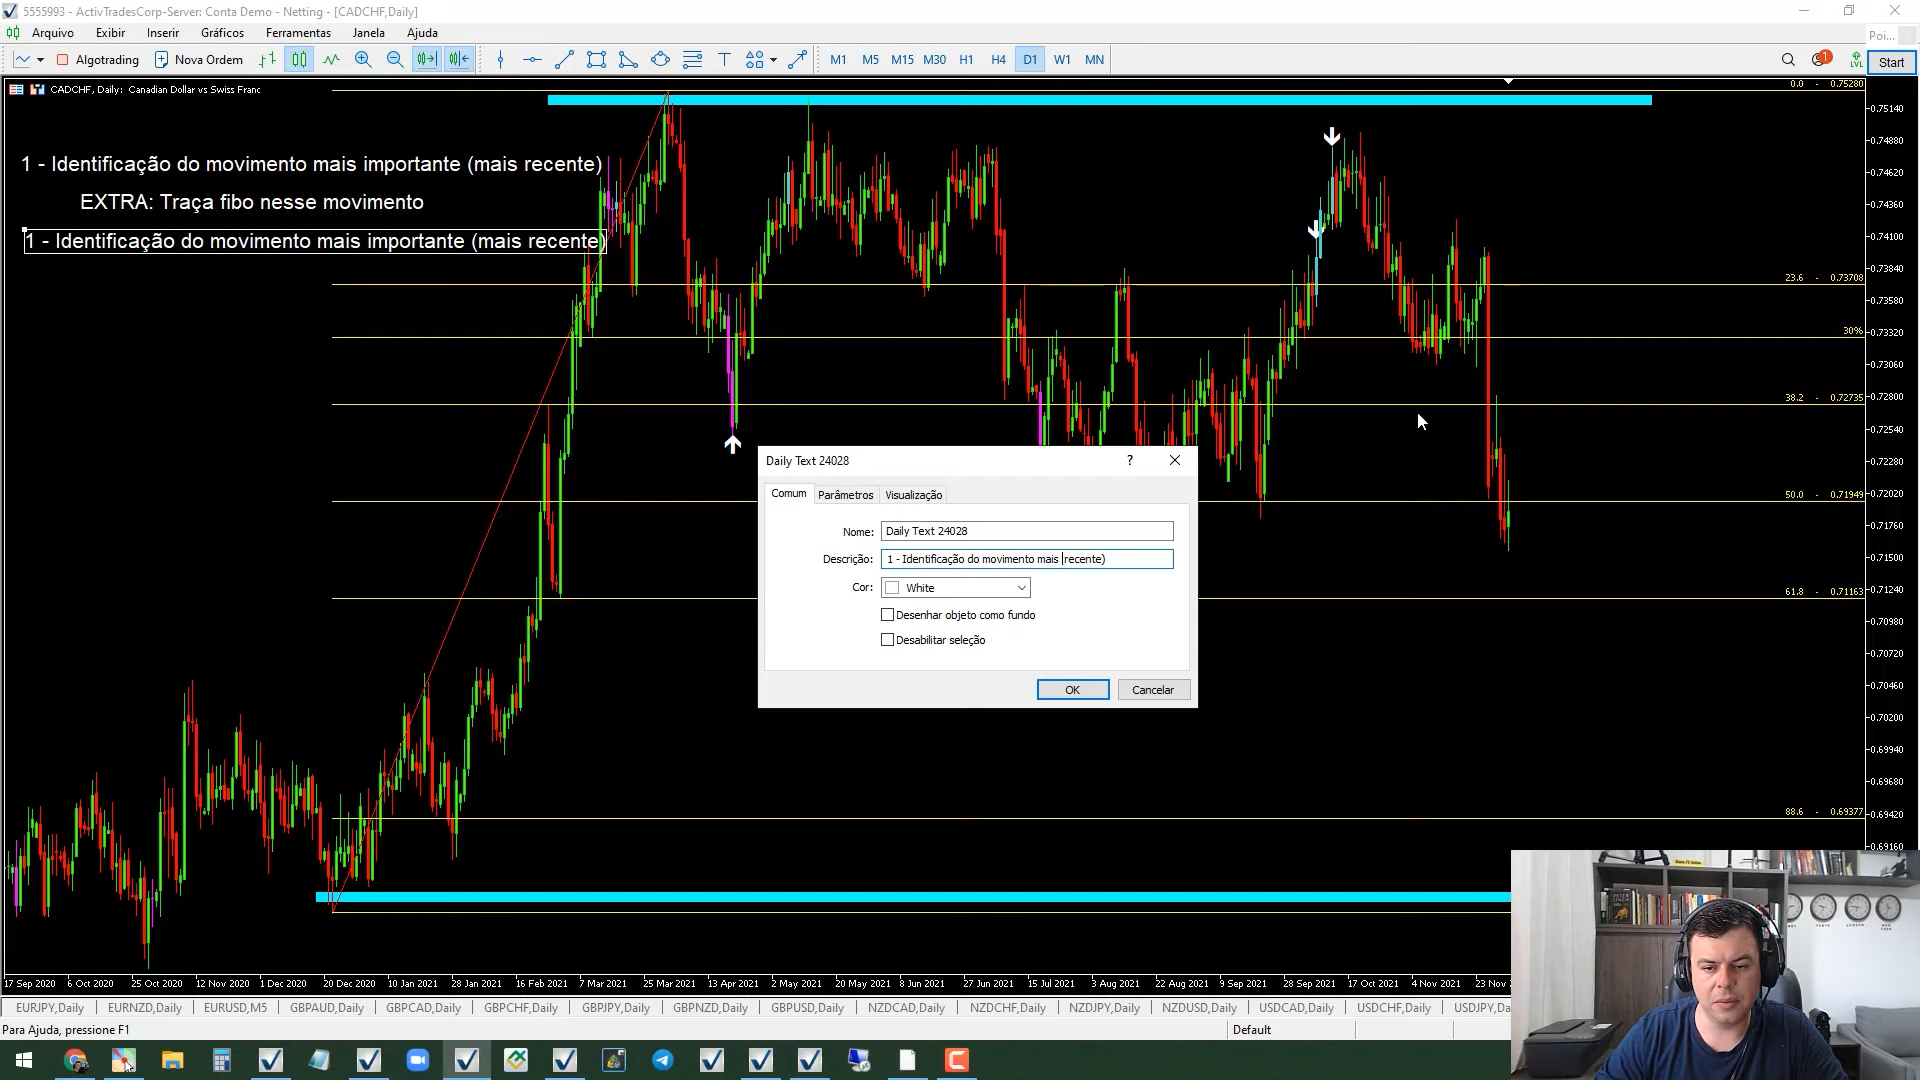 5555993 - ActivTradesCorp-Server: Conta Demo - Netting - [CADCHF,Daily]
Arquivo Exibir Inserir Gráficos Ferramentas Janela Ajuda
Poi...
Algotrading Nova Ordem M1 M5 M15 M30 H1 H4 D1 W1 MN 1 LVL Start
CADCHF, Daily: Canadian Dollar vs Swiss Franc
0.0 - 0.75280
0.75140
0.74880
1 - Identificação do movimento mais importante (mais recente)
0.74620
EXTRA: Traça fibo nesse movimento
0.74360
1 - Identificação do movimento mais importante (mais recente)
0.74100
0.73840
23.6 - 0.73708
0.73580
30%
0.73320
0.73060
38.2 - 0.72735
0.72800
0.72540
0.72280
0.72020
50.0 - 0.71949
0.71760
0.71500
0.71240
61.8 - 0.71163
0.70980
0.70720
0.70460
0.70200
0.69940
0.69680
88.6 - 0.69377
0.69420
0.69160
Daily Text 24028 ?
Comum Parâmetros Visualização
Nome: Daily Text 24028
Descrição: 1 - Identificação do movimento mais recente)
Cor: White
Desenhar objeto como fundo
Desabilitar seleção
OK Cancelar
17 Sep 2020 6 Oct 2020 25 Oct 2020 12 Nov 2020 1 Dec 2020 20 Dec 2020 10 Jan 2021 28 Jan 2021 16 Feb 2021 7 Mar 2021 25 Mar 2021 13 Apr 2021 2 May 2021 20 May 2021 8 Jun 2021 27 Jun 2021 15 Jul 2021 3 Aug 2021 22 Aug 2021 9 Sep 2021 28 Sep 2021 17 Oct 2021 4 Nov 2021 23 Nov
EURJPY,Daily EURNZD,Daily EURUSD,M5 GBPAUD,Daily GBPCAD,Daily GBPCHF,Daily GBPJPY,Daily GBPNZD,Daily GBPUSD,Daily NZDCAD,Daily NZDCHF,Daily NZDJPY,Daily NZDUSD,Daily USDCAD,Daily USDCHF,Daily USDJPY,Da
Para Ajuda, pressione F1
Default